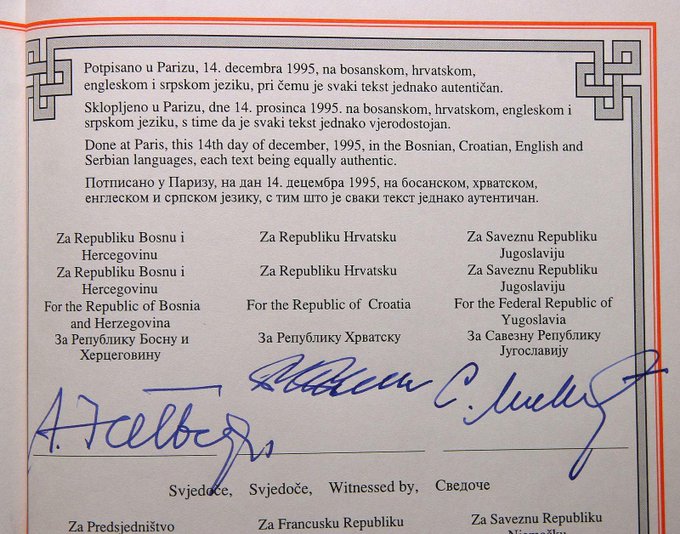 Potpisano u Parizu, 14. decembra 1995, na bosanskom, hrvatskom,
engleskom i srpskom jeziku, pri čemu je svaki tekst jednako autentičan.
Sklopljeno u Parizu, dne 14. prosinca 1995. na bosanskom, hrvatskom, engleskom i
srpskom jeziku, s time da je svaki tekst jednako vjerodostojan.
Done at Paris, this 14th day of december, 1995, in the Bosnian, Croatian, English and
Serbian languages, each text being equally authentic.
Потписано у Паризу, на дан 14. децембра 1995, на босанском, хрватском,
енглеском и српском језику, с тим што је сваки текст једнако аутентичан.
Za Republiku Bosnu i
Hercegovinu
Za Republiku Bosnu i
Hercegovinu
For the Republic of Bosnia
and Herzegovina
За Републику Босну и
Херцеговину
Za Republiku Hrvatsku
Za Republiku Hrvatsku
For the Republic of Croatia
За Републику Хрватску
Za Saveznu Republiku
Jugoslaviju
Za Saveznu Republiku
Jugoslaviju
For the Federal Republic of
Yugoslavia
За Савезну Републику
Југославију
Svjedoče, Svjedoče, Witnessed by, Сведоче
Za Predsjedništvo
Za Francusku Republiku
Za Saveznu Republiku